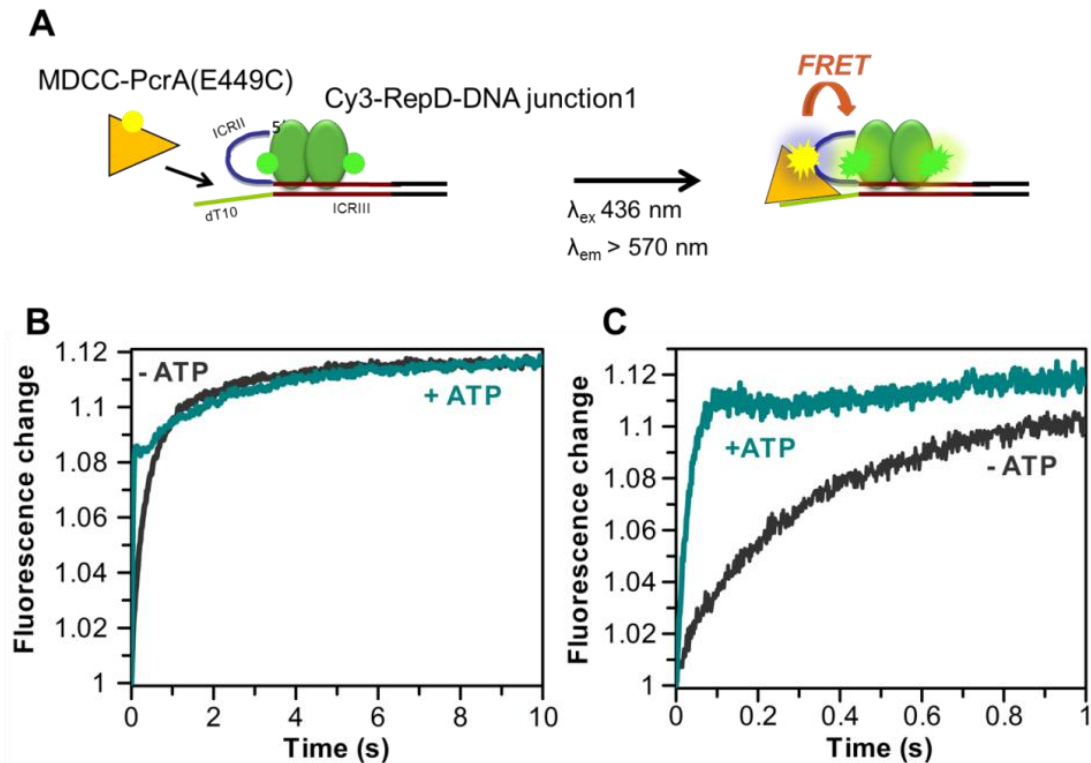 A
MDCC-PcrA(E449C)
Cy3-RepD-DNA junction1
ICRII
5'
dT10
ICRIII
λex 436 nm
λem > 570 nm
FRET
B
Fluorescence change
1.12
1.1
1.08
1.06
1.04
1.02
1
- ATP
+ ATP
0 2 4 6 8 10
Time (s)
C
Fluorescence change
1.12
1.1
1.08
1.06
1.04
1.02
1
+ATP
- ATP
0 0.2 0.4 0.6 0.8 1
Time (s)